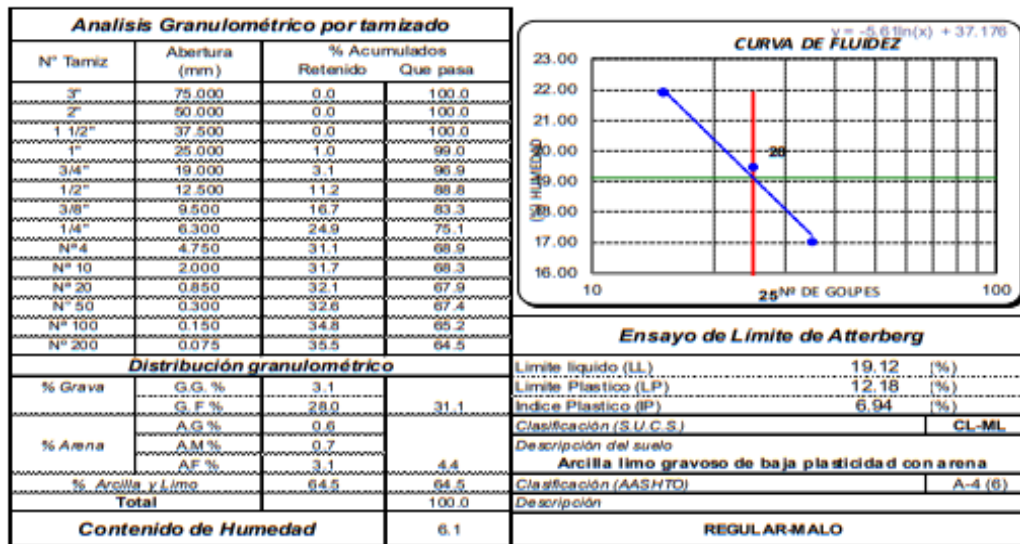 Analisis Granulométrico por tamizado
N° Tamiz Abertura (mm) % Acumulados
Retenido Que pasa
3" 75.000 0.0 100.0
2" 50.000 0.0 100.0
1 1/2" 37.500 0.0 100.0
1" 25.000 1.0 99.0
3/4" 19.000 3.1 96.9
1/2" 12.500 11.2 88.8
3/8" 9.500 16.7 83.3
1/4" 6.300 24.9 75.1
Nº 4 4.750 31.1 68.9
Nº 10 2.000 31.7 68.3
Nº 20 0.850 32.1 67.9
N° 50 0.300 32.6 67.4
Nº 100 0.150 34.8 65.2
Nº 200 0.075 35.5 64.5
Distribución granulométrico
% Grava G.G. % 3.1
G. F % 28.0 31.1
% Arena A.G % 0.6
A.M % 0.7
A.F % 3.1 4.4
% Arcilla y Limo 64.5 64.5
Total 100.0
Contenido de Humedad 6.1
y = -5.61ln(x) + 37.176
CURVA DE FLUIDEZ
(%) HUMEDAD
23.00
22.00
21.00
20.00
19.00
18.00
17.00
16.00
28
10 25 Nº DE GOLPES 100
Ensayo de Límite de Atterberg
Limite liquido (LL) 19.12 (%)
Limite Plastico (LP) 12.18 (%)
Indice Plastico (IP) 6.94 (%)
Clasificación (S.U.C.S.) CL-ML
Descripción del suelo
Arcilla limo gravoso de baja plasticidad con arena
Clasificación (AASHTO) A-4 (6)
Descripción
REGULAR-MALO